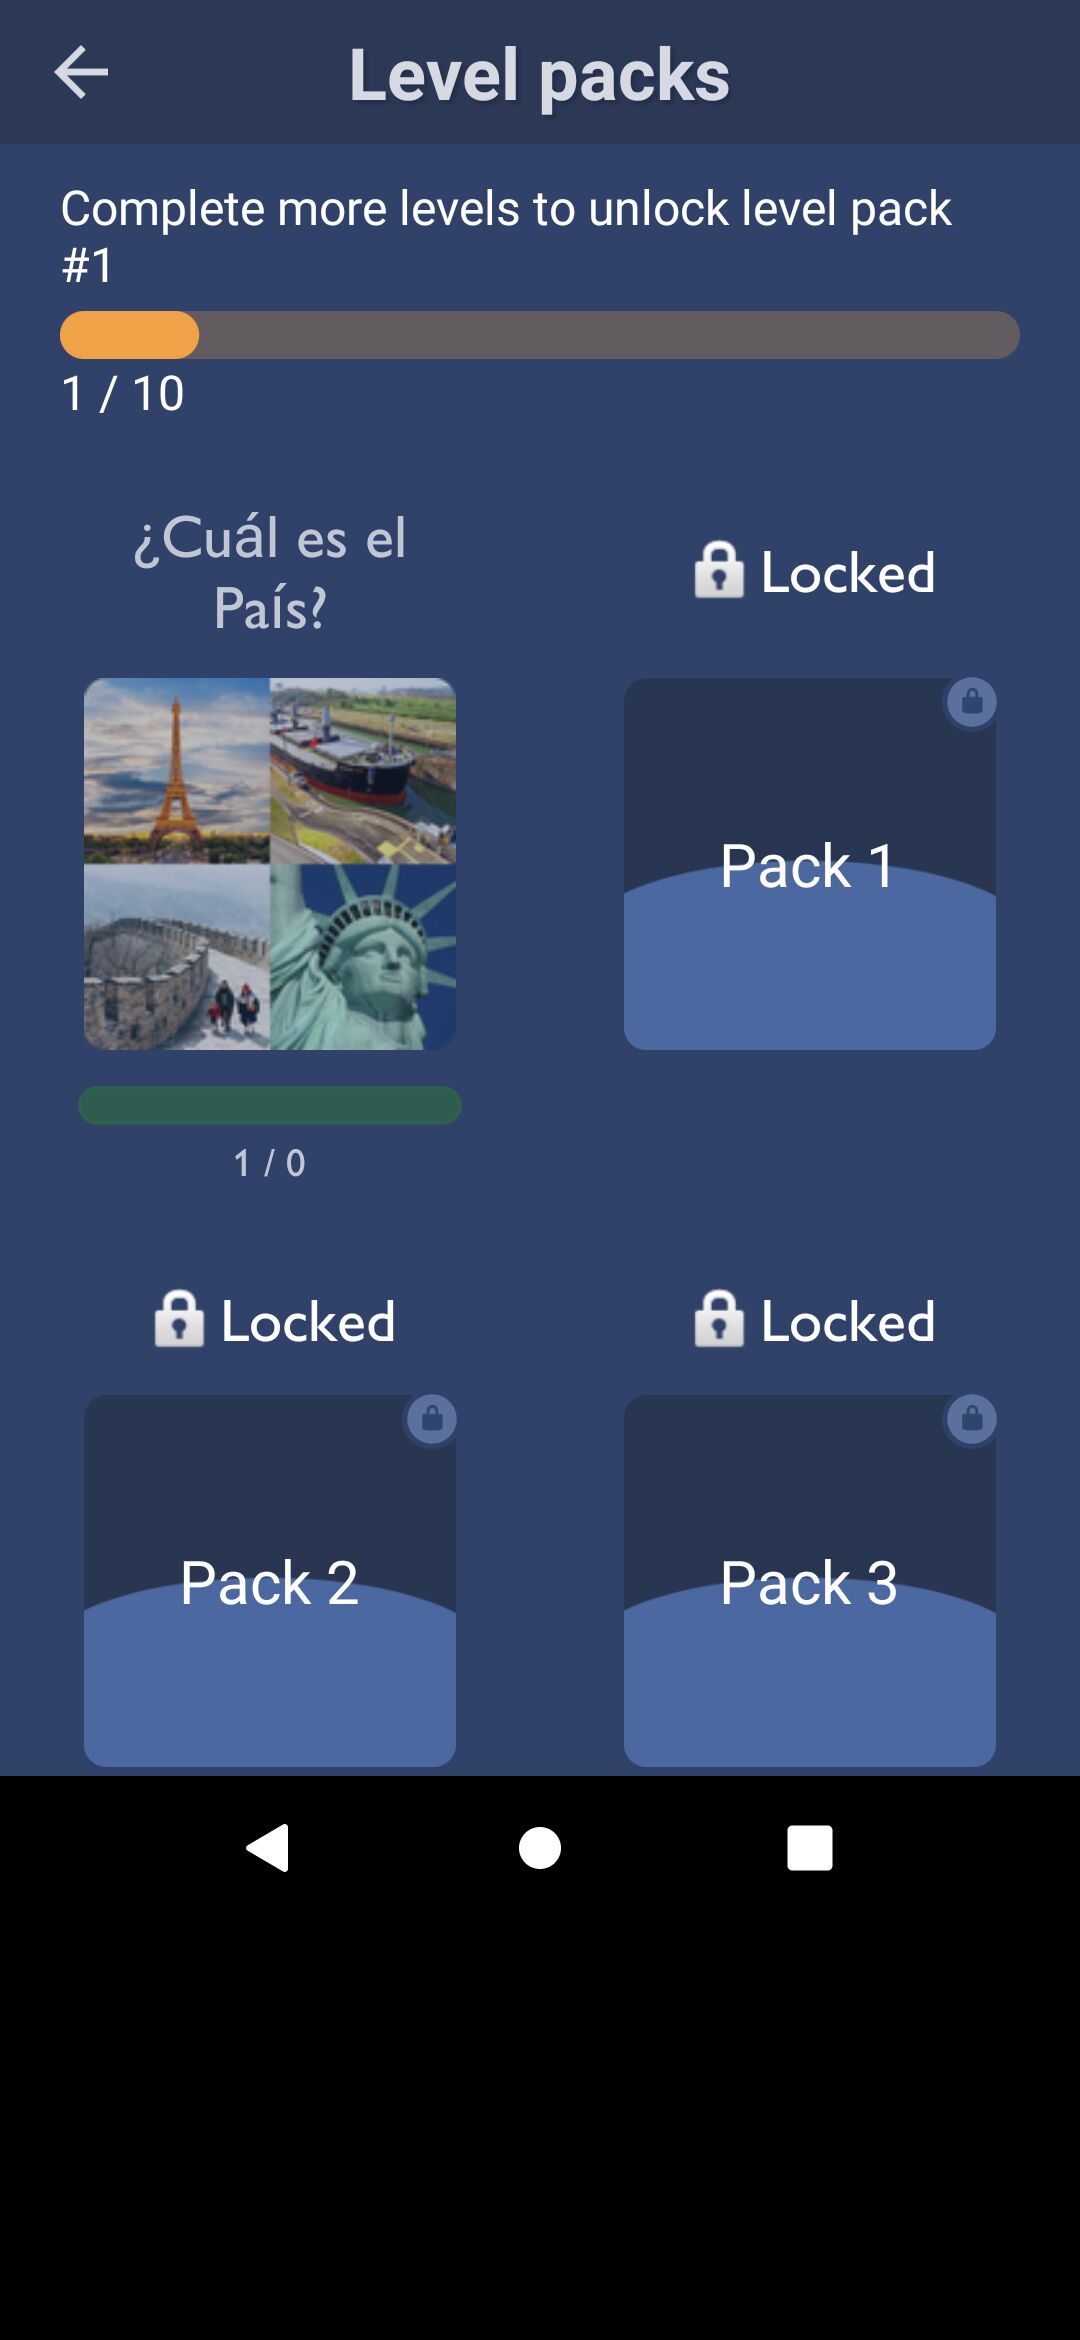 Level packs
Complete more levels to unlock level pack
#1
1 / 10
¿Cuál es el
País?
Locked
Pack 1
1 / 0
Locked
Locked
Pack 2
Pack 3